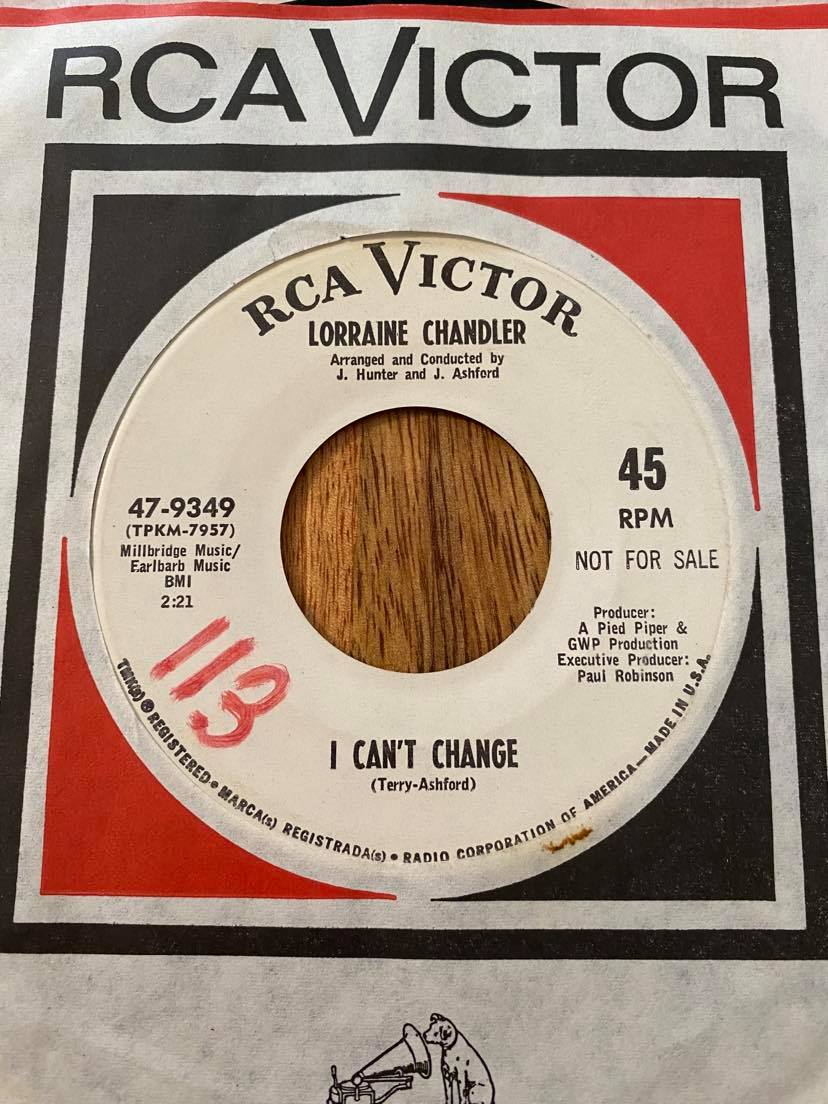 RCA VICTOR
RCA VICTOR
LORRAINE CHANDLER
Arranged and Conducted by
J. Hunter and J. Ashford
47-9349
(TPKM-7957)
Millbridge Music/
Earlbarb Music
BMI
2:21
45
RPM
NOT FOR SALE
Producer:
A Pied Piper &
GWP Production
Executive Producer:
Paul Robinson
113
I CAN'T CHANGE
(Terry-Ashford)
TMK(s) ® REGISTERED • MARCA(s) REGISTRADA(s) • RADIO CORPORATION OF AMERICA—MADE IN U.S.A.